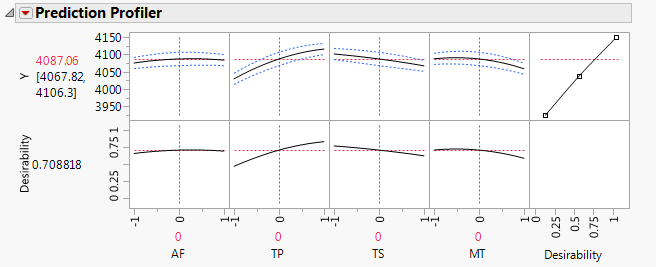 Prediction Profiler
4150
4100
4050
4000
3950
Y
4087.06
[4067.82,
4106.3]
Desirability
0.708818
0 0.25 0.75 1
-1 0 1 -1 0 1 -1 0 1 -1 0 1 0 0.25 0.5 0.75 1
0 0 0 0
AF TP TS MT Desirability